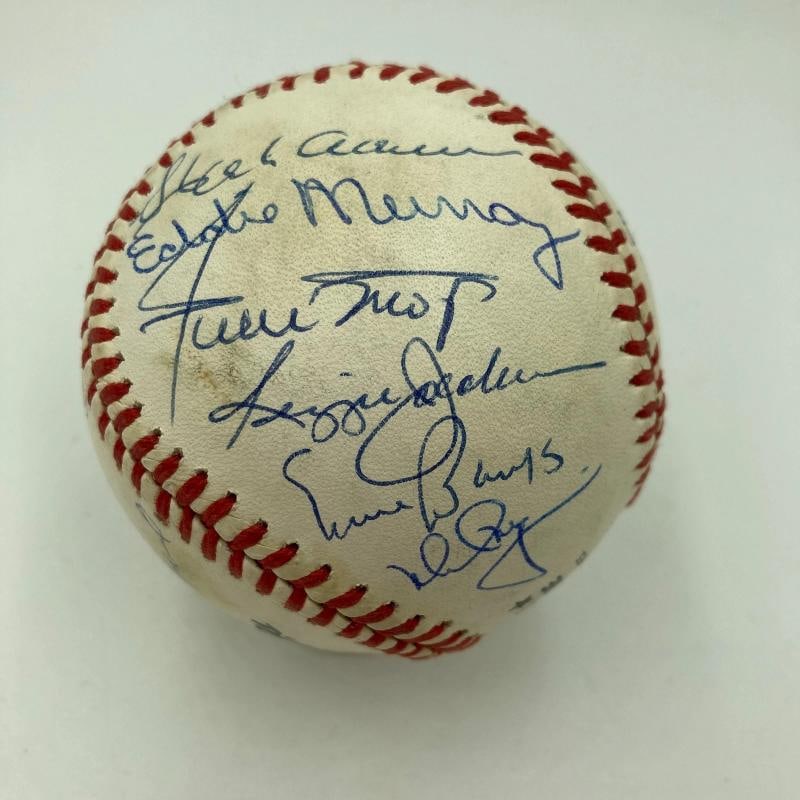 Hank Aaron
Eddie Murray
Willie Mays
Reggie Jackson
Ernie Banks